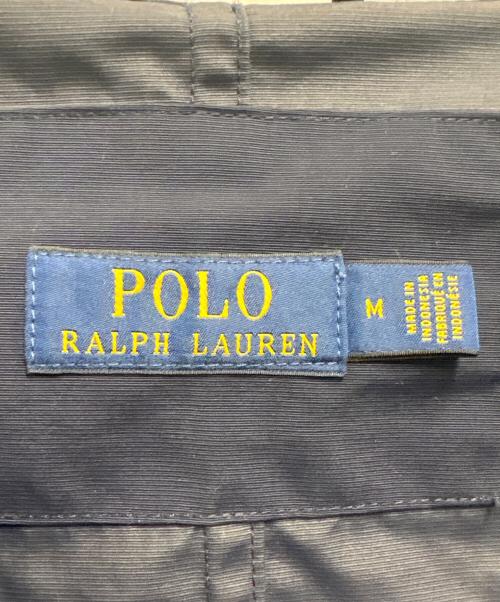 POLO
RALPH LAUREN
M
MADE IN
INDONESIA
FABRIQUÉ EN
INDONÉSIE